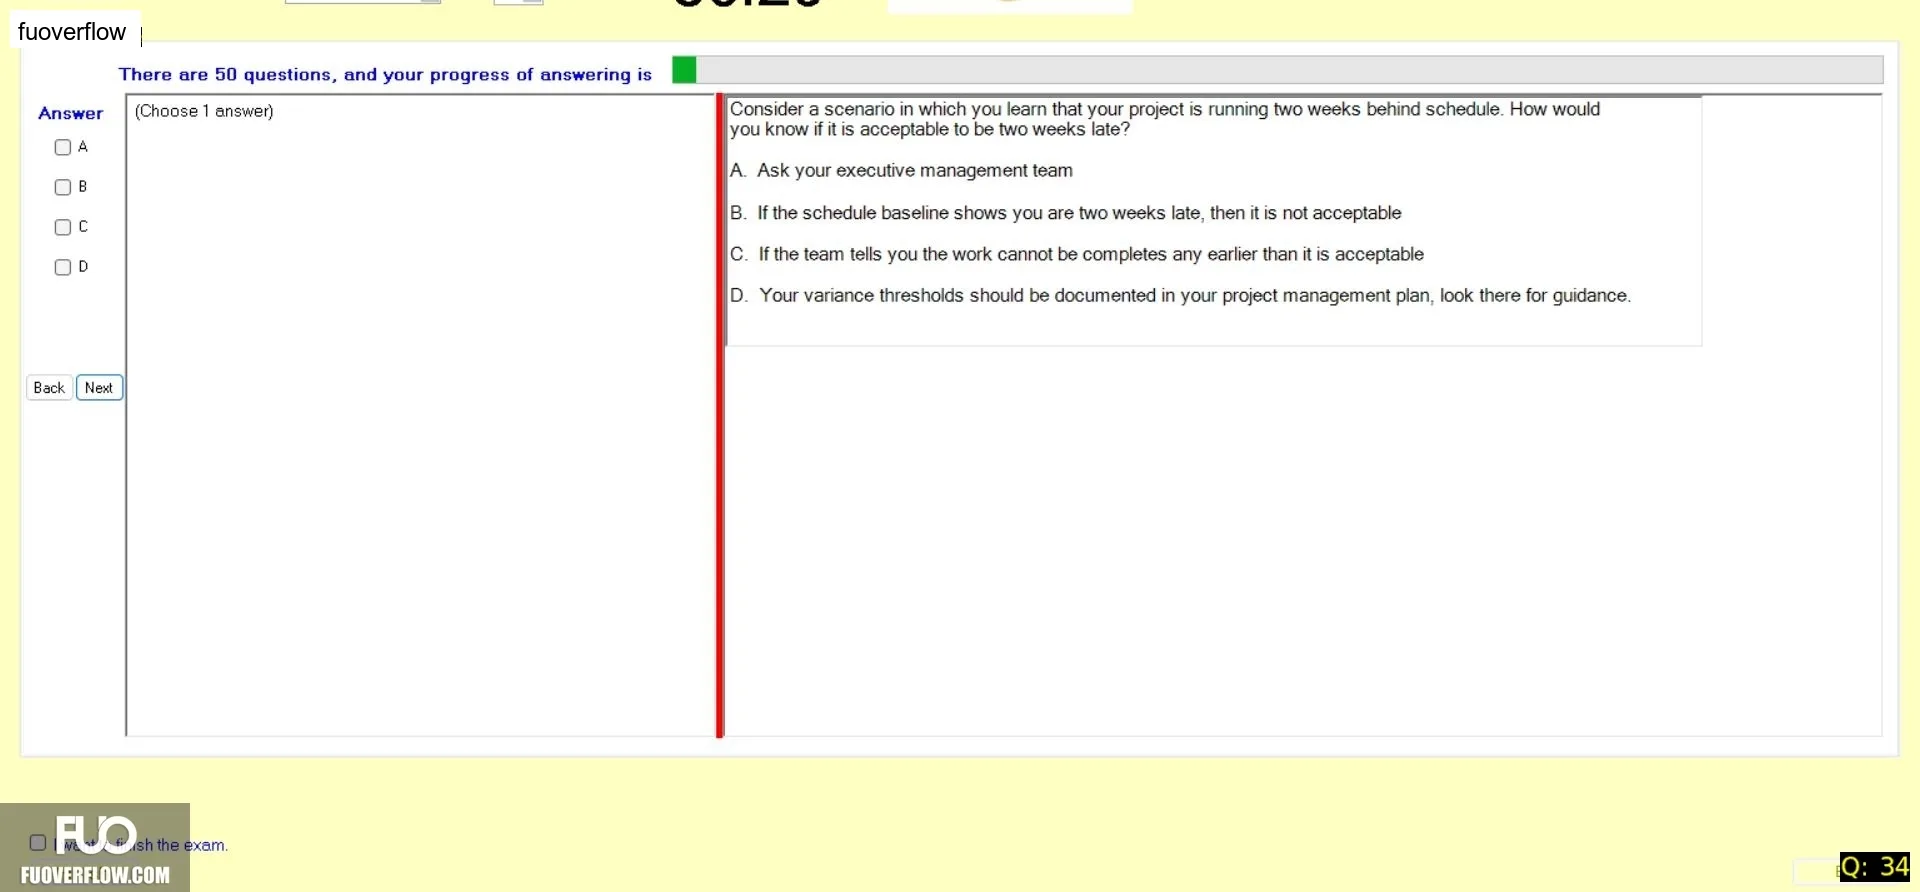 fuoverflow
There are 50 questions, and your progress of answering is
Answer
(Choose 1 answer)
A
B
C
D
Back
Next
Consider a scenario in which you learn that your project is running two weeks behind schedule. How would
you know if it is acceptable to be two weeks late?
A. Ask your executive management team
B. If the schedule baseline shows you are two weeks late, then it is not acceptable
C. If the team tells you the work cannot be completes any earlier than it is acceptable
D. Your variance thresholds should be documented in your project management plan, look there for guidance.
FUO
the exam.
FUOVERFLOW.COM
Q: 34